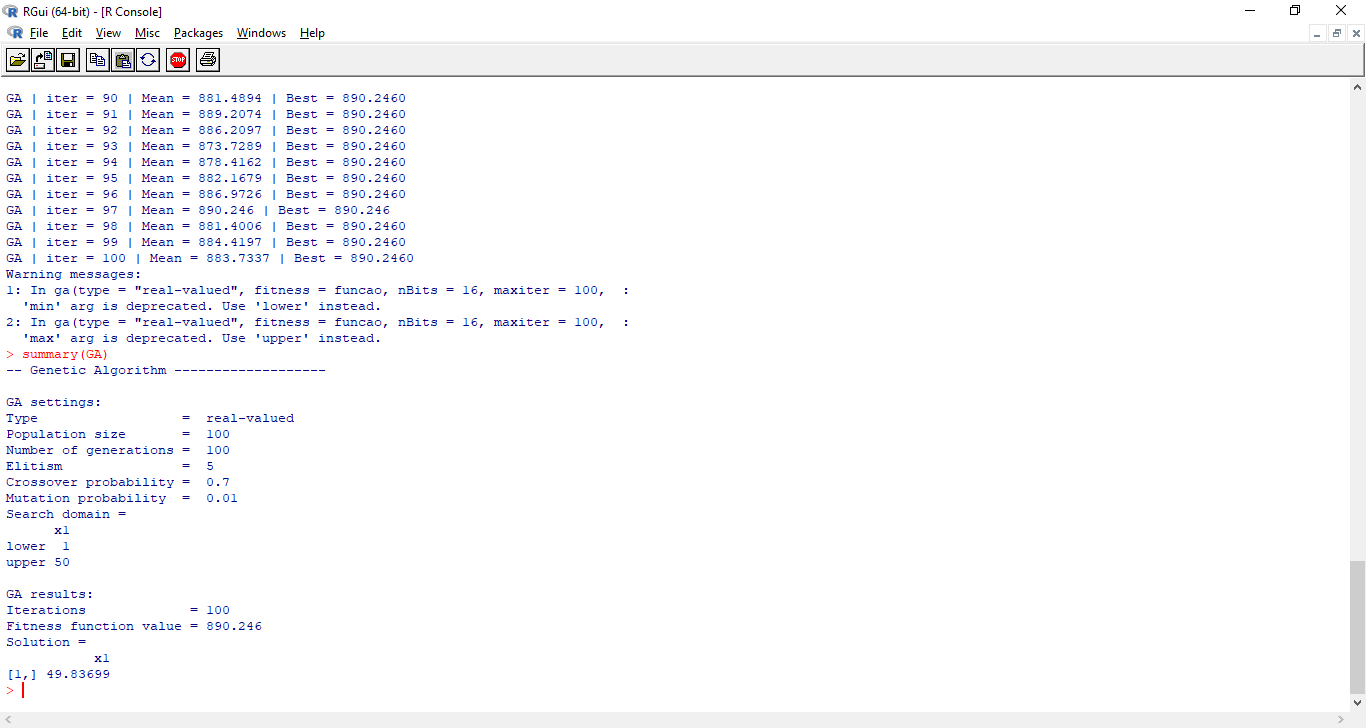 RGui (64-bit) - [R Console]
File Edit View Misc Packages Windows Help
STOP
GA | iter = 90 | Mean = 881.4894 | Best = 890.2460
GA | iter = 91 | Mean = 889.2074 | Best = 890.2460
GA | iter = 92 | Mean = 886.2097 | Best = 890.2460
GA | iter = 93 | Mean = 873.7289 | Best = 890.2460
GA | iter = 94 | Mean = 878.4162 | Best = 890.2460
GA | iter = 95 | Mean = 882.1679 | Best = 890.2460
GA | iter = 96 | Mean = 886.9726 | Best = 890.2460
GA | iter = 97 | Mean = 890.246 | Best = 890.246
GA | iter = 98 | Mean = 881.4006 | Best = 890.2460
GA | iter = 99 | Mean = 884.4197 | Best = 890.2460
GA | iter = 100 | Mean = 883.7337 | Best = 890.2460
Warning messages:
1: In ga(type = "real-valued", fitness = funcao, nBits = 16, maxiter = 100,  :
  'min' arg is deprecated. Use 'lower' instead.
2: In ga(type = "real-valued", fitness = funcao, nBits = 16, maxiter = 100,  :
  'max' arg is deprecated. Use 'upper' instead.
> summary(GA)
-- Genetic Algorithm -------------------
GA settings:
Type                  =  real-valued
Population size       =  100
Number of generations =  100
Elitism               =  5
Crossover probability =  0.7
Mutation probability  =  0.01
Search domain =
      x1
lower  1
upper 50
GA results:
Iterations             = 100
Fitness function value = 890.246
Solution =
           x1
[1,] 49.83699
>